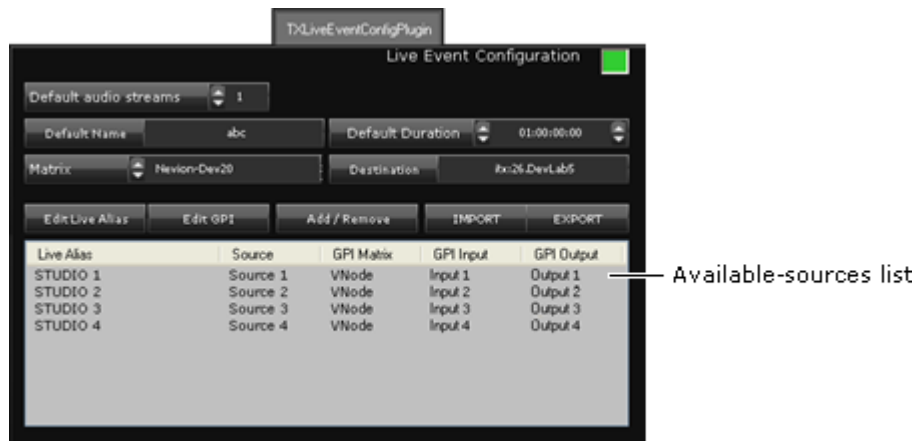 TXLiveEventConfigPlugin
Live Event Configuration
Default audio streams 1
Default Name abc Default Duration 01:00:00:00
Matrix Nevion-Dev20 Destination itx26.DevLab5
Edit Live Alias Edit GPI Add / Remove IMPORT EXPORT
Live Alias Source GPI Matrix GPI Input GPI Output
STUDIO 1 Source 1 VNode Input 1 Output 1
Available-sources list
STUDIO 2 Source 2 VNode Input 2 Output 2
STUDIO 3 Source 3 VNode Input 3 Output 3
STUDIO 4 Source 4 VNode Input 4 Output 4